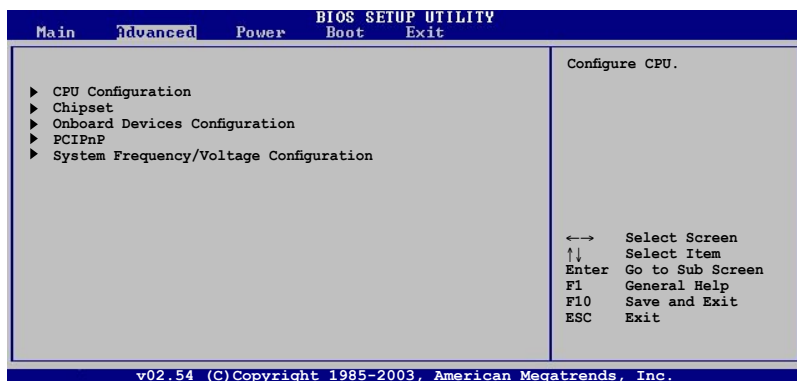 BIOS SETUP UTILITY
Main Advanced Power Boot Exit
CPU Configuration
Chipset
Onboard Devices Configuration
PCIPnP
System Frequency/Voltage Configuration
Configure CPU.
←→ Select Screen
↑↓ Select Item
Enter Go to Sub Screen
F1 General Help
F10 Save and Exit
ESC Exit
v02.54 (C)Copyright 1985-2003, American Megatrends, Inc.